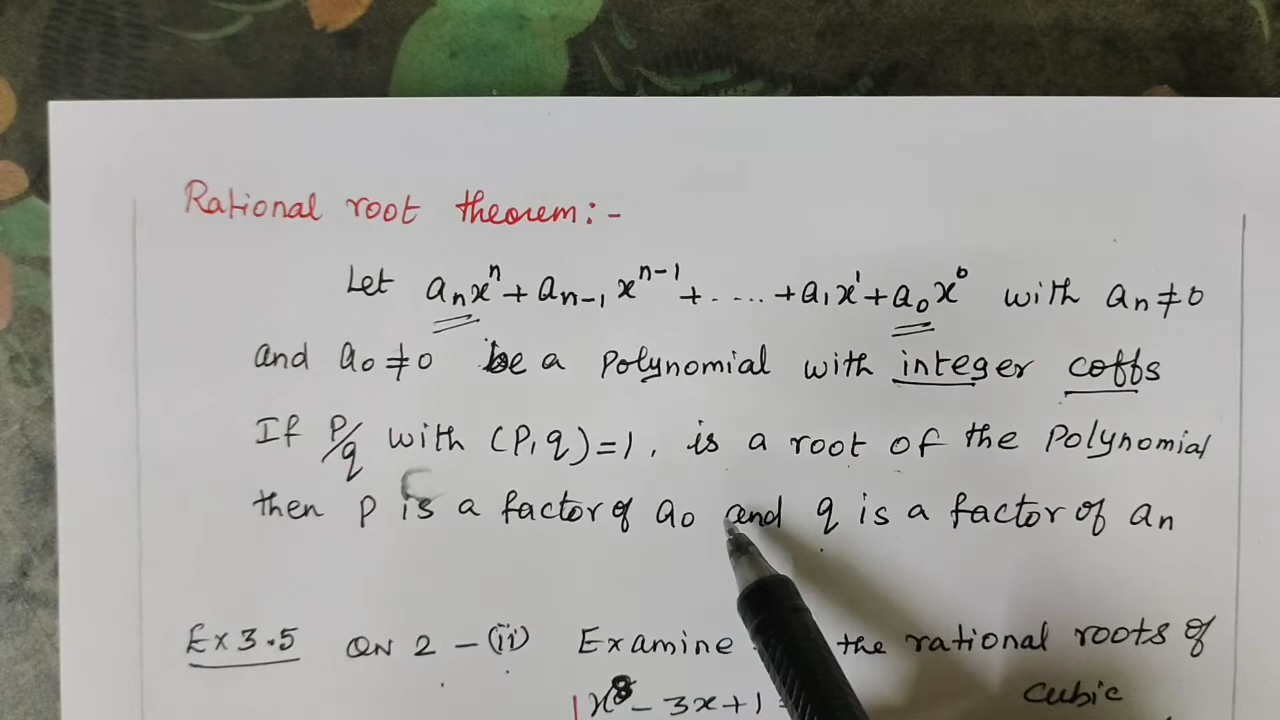 Rational root theorem:-
Let aₙxⁿ + aₙ₋₁ xⁿ⁻¹ + . ... + a₁x¹ + a₀x⁰ with aₙ ≠ 0
and a₀ ≠ 0 be a polynomial with integer coffs
If P/q with (P, q) = 1, is a root of the polynomial
then P is a factor of a₀ and q is a factor of aₙ
Ex 3.5 QN 2 - (ii) Examine the rational roots of
- 3x + 1 cubic